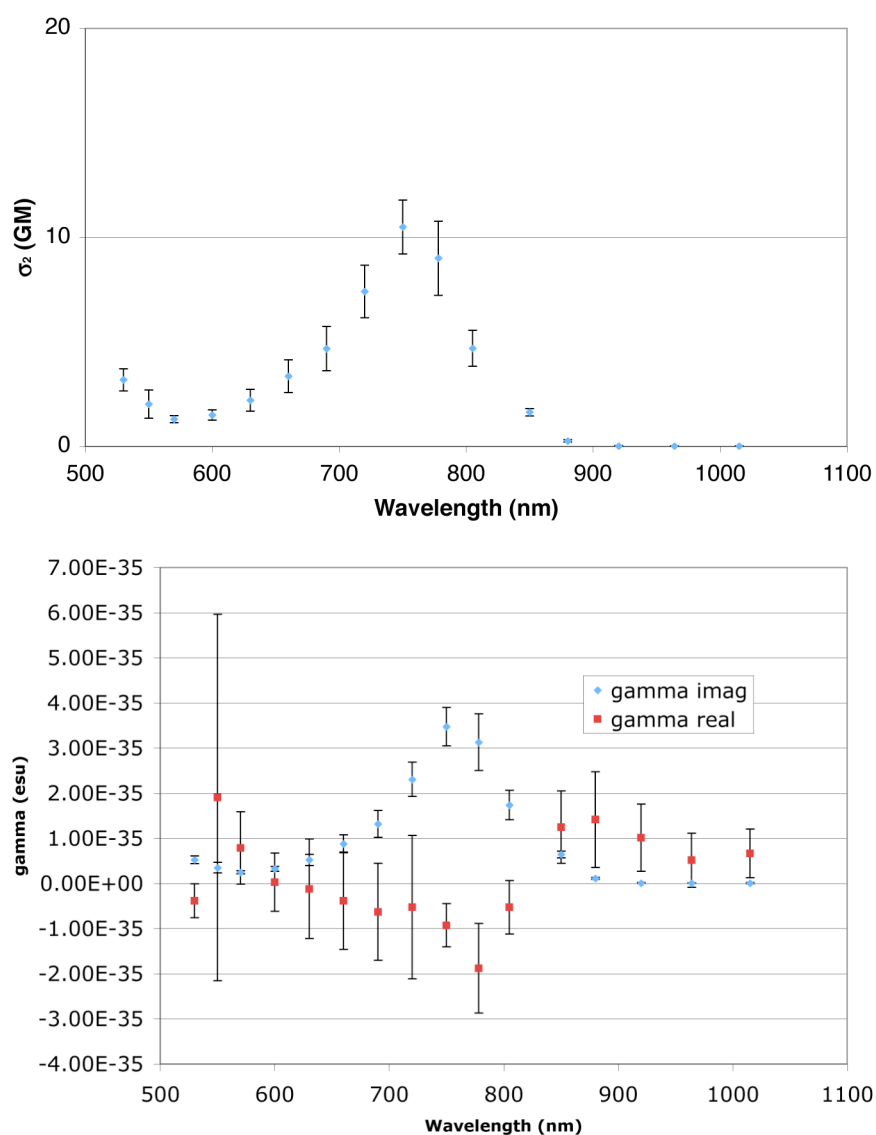 20
10
0
σ₂ (GM)
500 600 700 800 900 1000 1100
Wavelength (nm)
7.00E-35
6.00E-35
5.00E-35
4.00E-35
3.00E-35
2.00E-35
1.00E-35
0.00E+00
-1.00E-35
-2.00E-35
-3.00E-35
-4.00E-35
gamma (esu)
gamma imag
gamma real
500 600 700 800 900 1000 1100
Wavelength (nm)